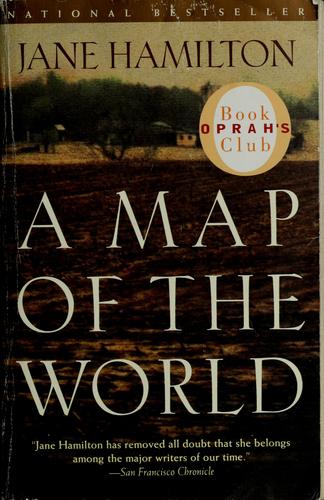 NATIONAL BESTSELLER
JANE HAMILTON
Book
OPRAH'S
Club
A MAP
OF THE
WORLD
"Jane Hamilton has removed all doubt that she belongs
among the major writers of our time."
—San Francisco Chronicle